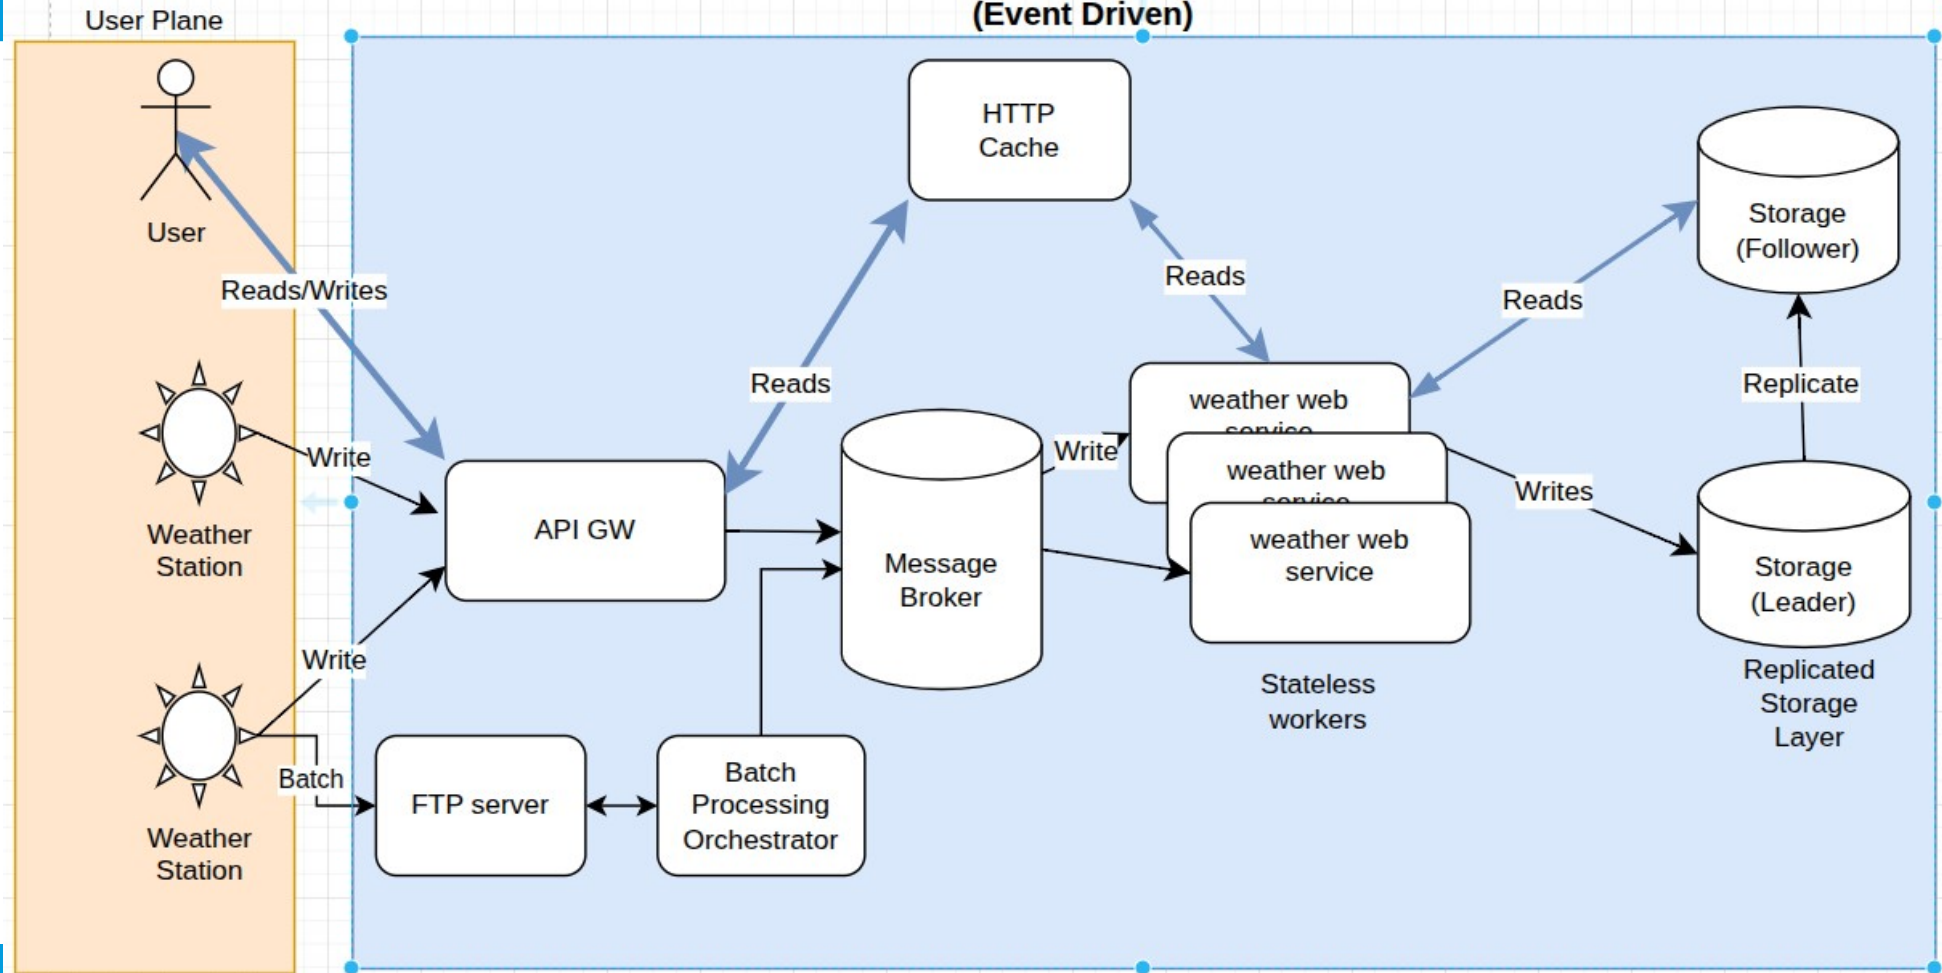 User Plane
(Event Driven)
User
Reads/Writes
Write
Weather
Station
Write
Batch
Weather
Station
HTTP
Cache
Reads
Reads
Reads
API GW
Message
Broker
Write
weather web
service
weather web
service
weather web
service
Stateless
workers
Writes
Storage
(Follower)
Replicate
Storage
(Leader)
Replicated
Storage
Layer
FTP server
Batch
Processing
Orchestrator